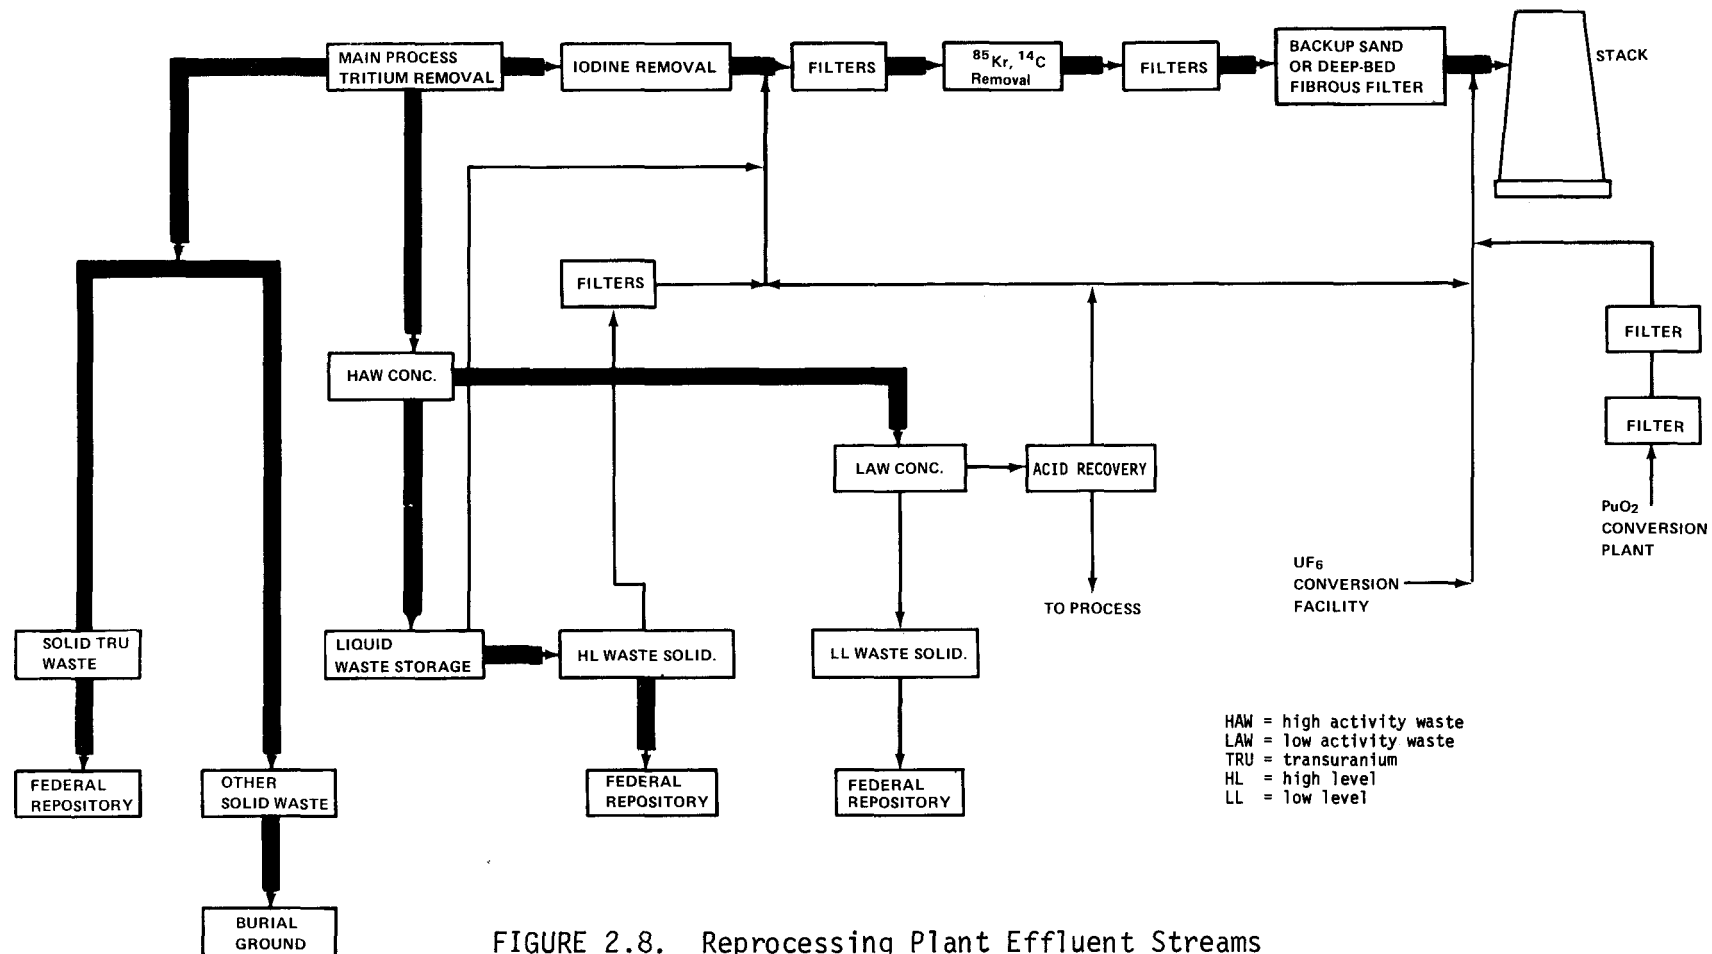 MAIN PROCESS
TRITIUM REMOVAL
IODINE REMOVAL
FILTERS
85Kr, 14C
Removal
FILTERS
BACKUP SAND
OR DEEP-BED
FIBROUS FILTER
STACK
FILTERS
FILTER
HAW CONC.
FILTER
LAW CONC.
ACID RECOVERY
PuO2
CONVERSION
PLANT
UF6
CONVERSION
FACILITY
TO PROCESS
SOLID TRU
WASTE
LIQUID
WASTE STORAGE
HL WASTE SOLID.
LL WASTE SOLID.
HAW = high activity waste
LAW = low activity waste
TRU = transuranium
HL = high level
LL = low level
FEDERAL
REPOSITORY
OTHER
SOLID WASTE
FEDERAL
REPOSITORY
FEDERAL
REPOSITORY
BURIAL
GROUND
FIGURE 2.8. Reprocessing Plant Effluent Streams